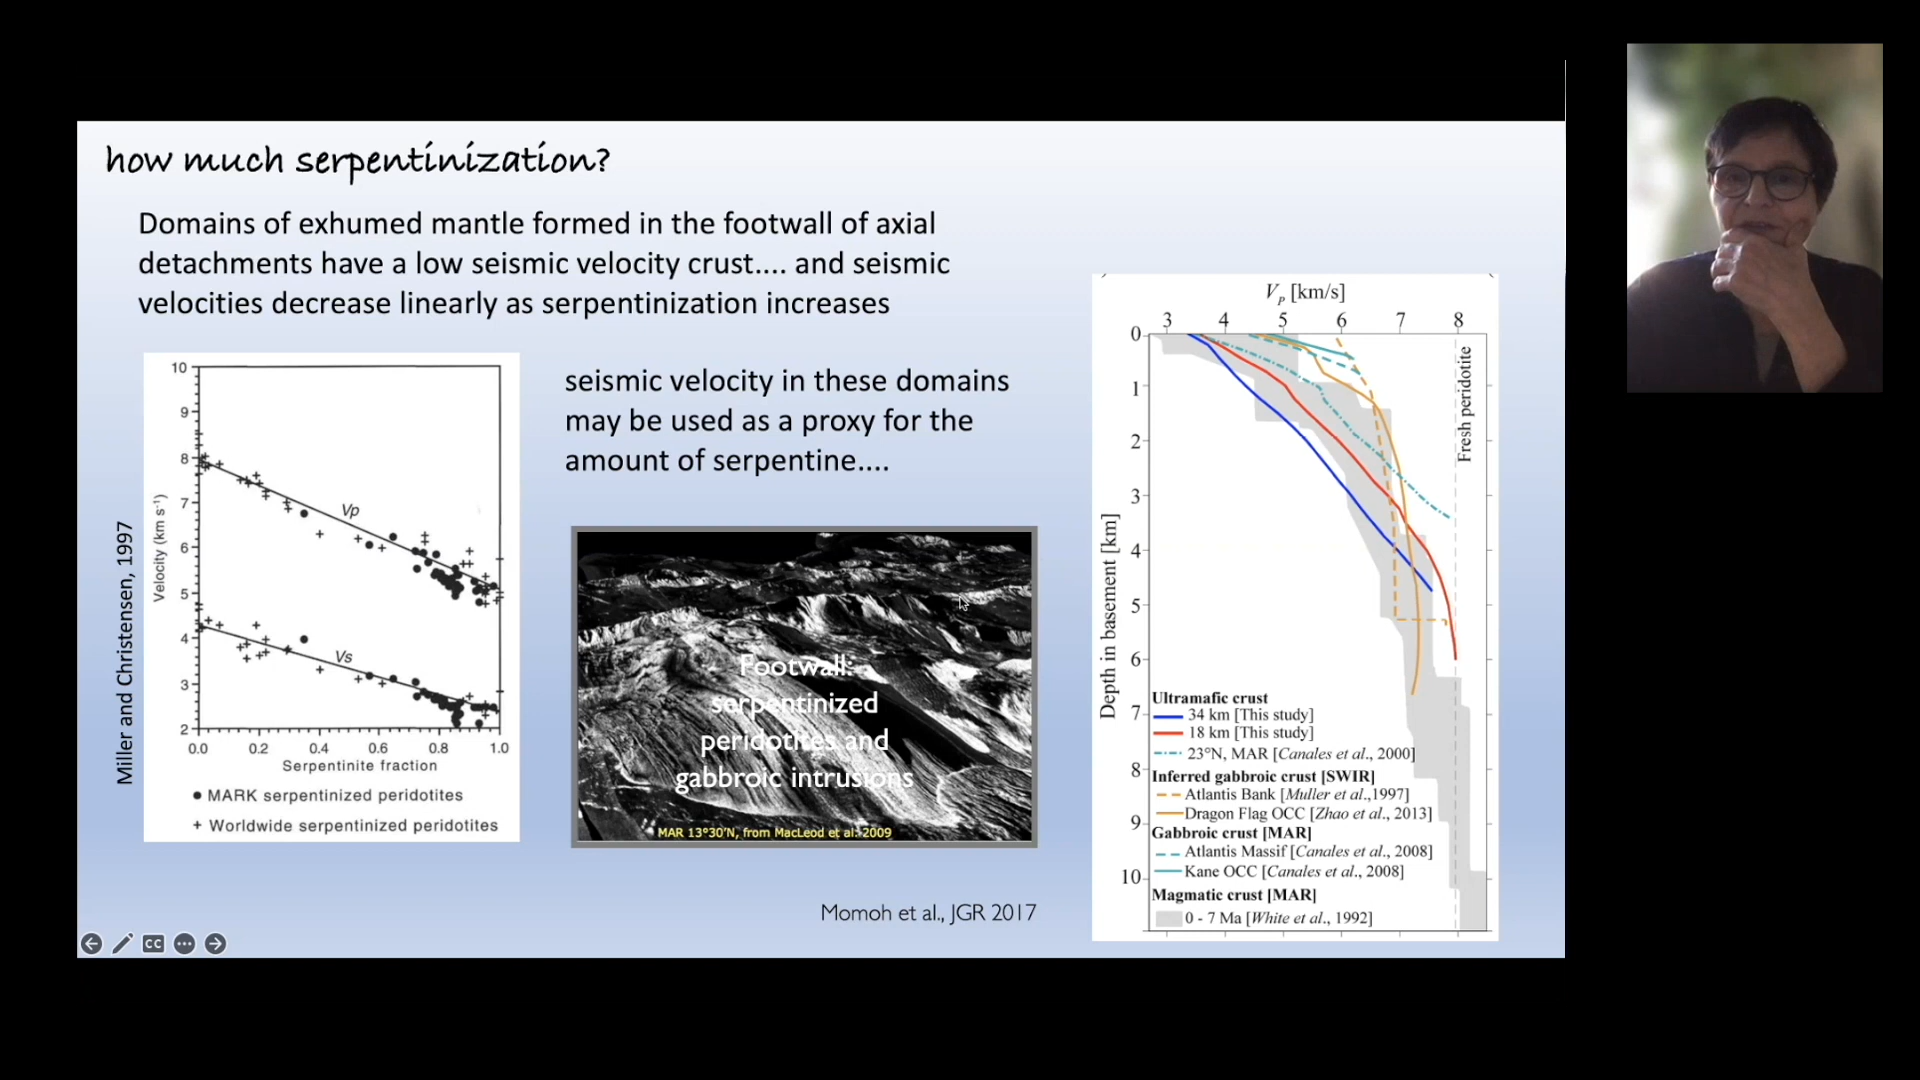 how much serpentinization?
Domains of exhumed mantle formed in the footwall of axial
detachments have a low seismic velocity crust.... and seismic
velocities decrease linearly as serpentinization increases
Miller and Christensen, 1997
Velocity (km s⁻¹)
10
9
8
7
6
5
4
3
2
Vp
Vs
0.0 0.2 0.4 0.6 0.8 1.0
Serpentinite fraction
● MARK serpentinized peridotites
+ Worldwide serpentinized peridotites
seismic velocity in these domains
may be used as a proxy for the
amount of serpentine....
Footwall:
serpentinized
peridotites and
gabbroic intrusions
MAR 13°30'N, from MacLeod et al. 2009
Momoh et al., JGR 2017
Vp [km/s]
3 4 5 6 7 8
Depth in basement [km]
0
1
2
3
4
5
6
7
8
9
10
Fresh peridotite
Ultramafic crust
34 km [This study]
18 km [This study]
23°N, MAR [Canales et al., 2000]
Inferred gabbroic crust [SWIR]
Atlantis Bank [Muller et al.,1997]
Dragon Flag OCC [Zhao et al., 2013]
Gabbroic crust [MAR]
Atlantis Massif [Canales et al., 2008]
Kane OCC [Canales et al., 2008]
Magmatic crust [MAR]
0 - 7 Ma [White et al., 1992]
CC